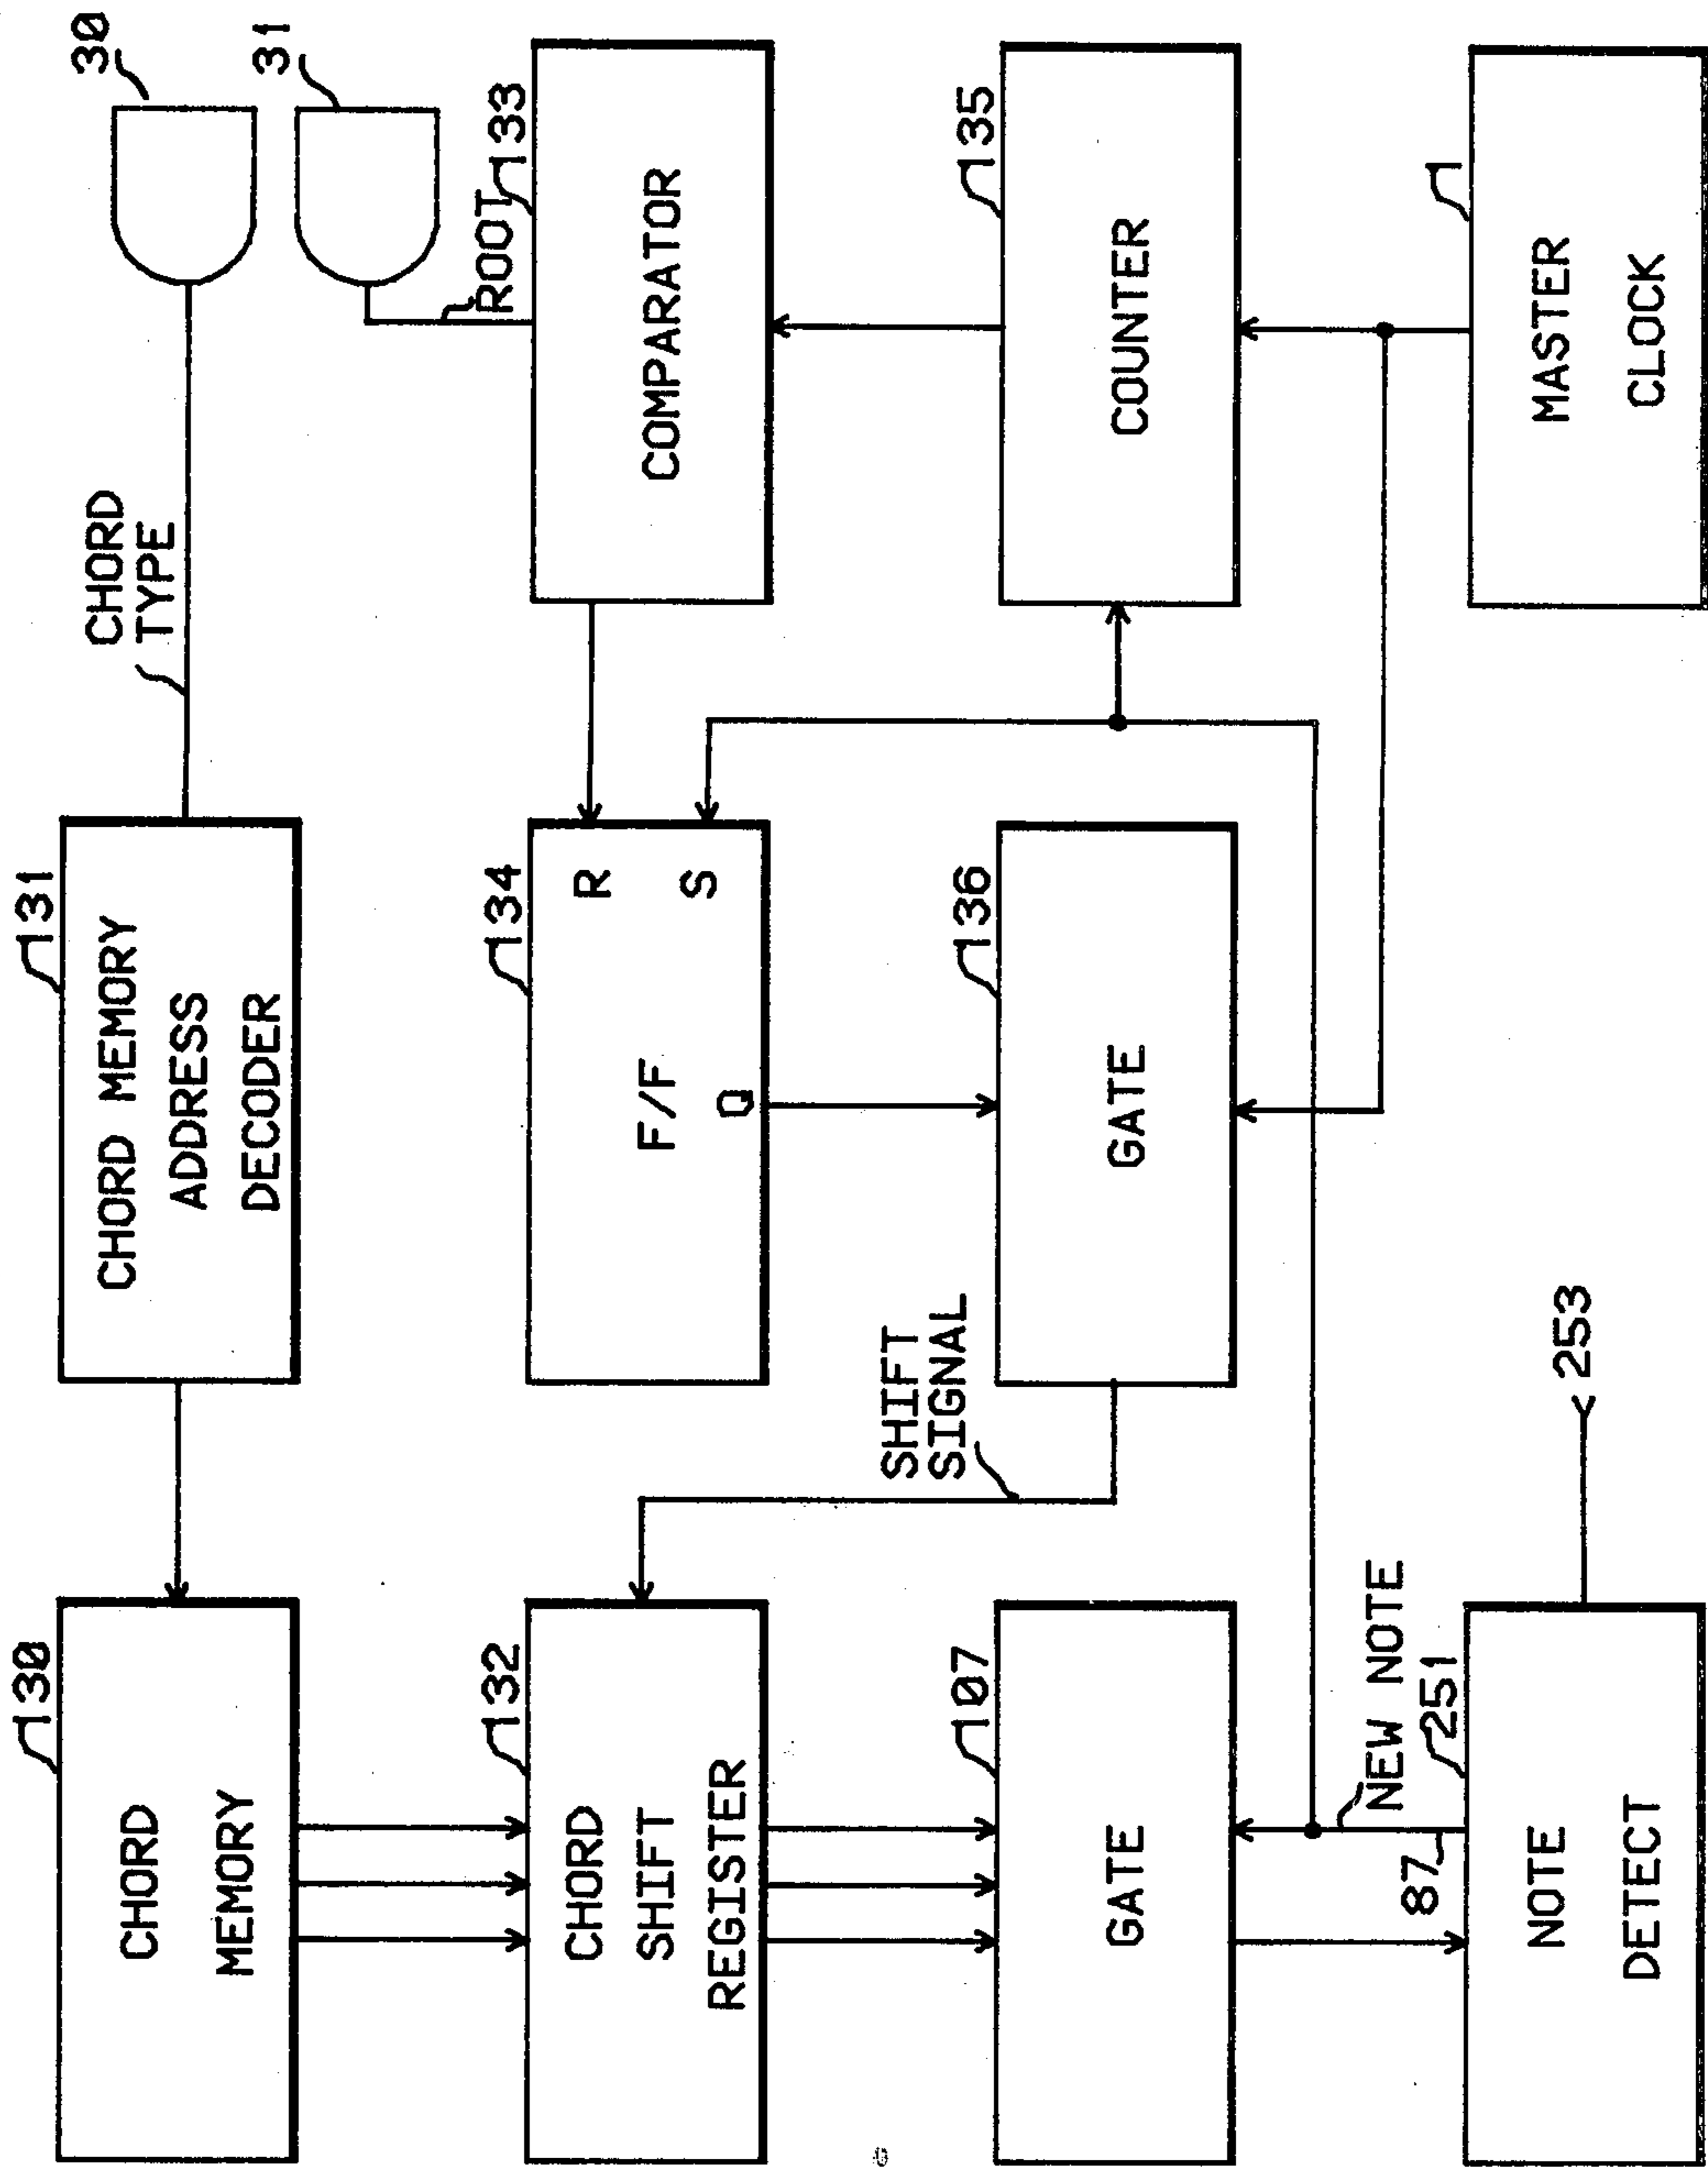 130
CHORD
MEMORY
131
CHORD MEMORY
ADDRESS
DECODER
CHORD
TYPE
30
31
ROOT
132
CHORD
SHIFT
REGISTER
134
R
S
F/F
Q
133
COMPARATOR
SHIFT
SIGNAL
107
GATE
136
GATE
135
COUNTER
87
NEW NOTE
251
NOTE
DETECT
253
1
MASTER
CLOCK